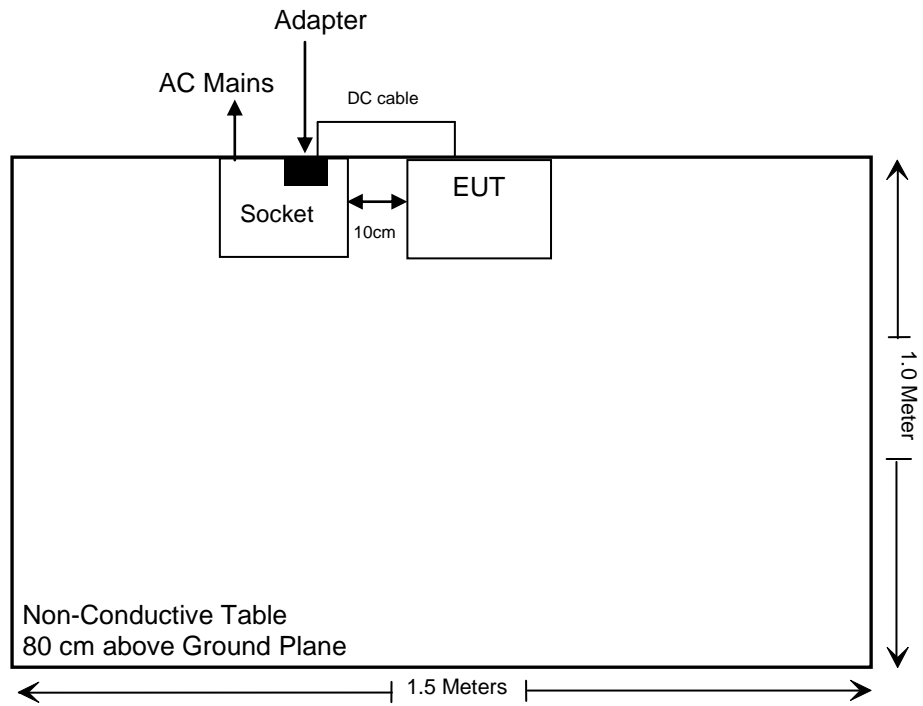 Adapter
AC Mains
DC cable
EUT
Socket
10cm
1.0 Meter
Non-Conductive Table
80 cm above Ground Plane
1.5 Meters